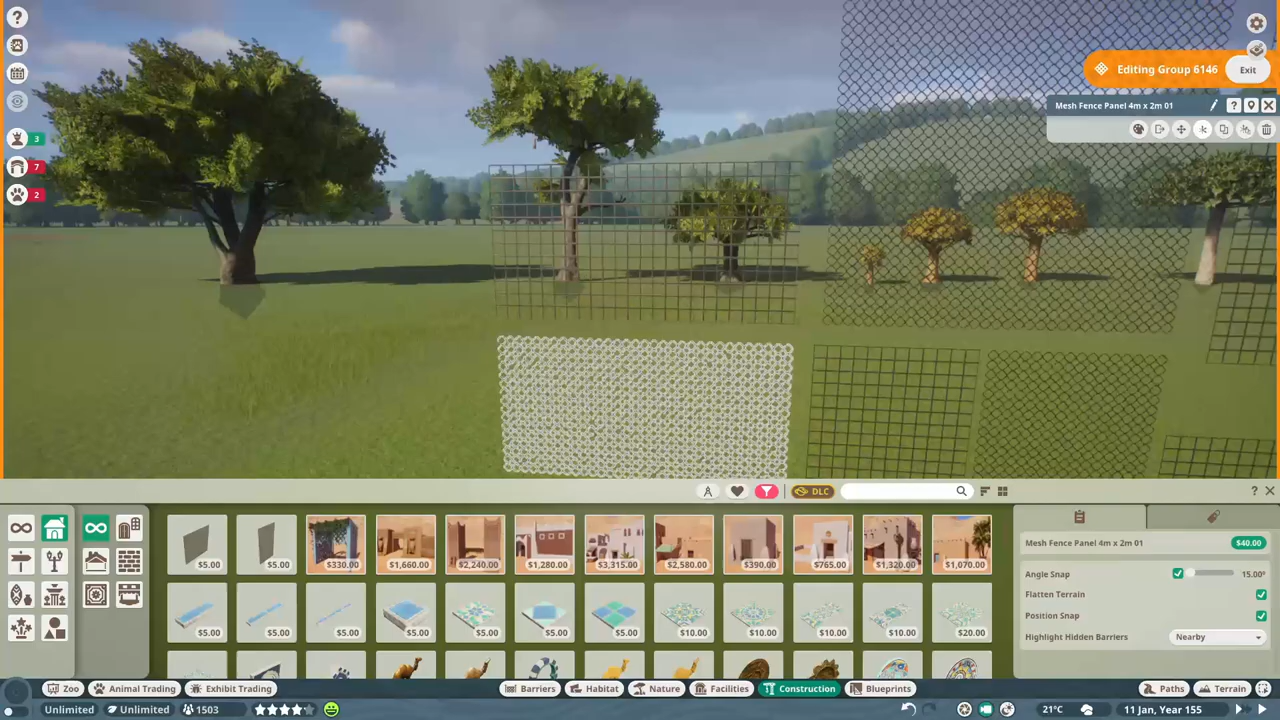 Editing Group 6146
Exit
Mesh Fence Panel 4m x 2m 01
3
7
2
DLC
$5.00
$5.00
$330.00
$1,660.00
$2,240.00
$1,280.00
$3,315.00
$2,580.00
$390.00
$765.00
$1,320.00
$1,070.00
$5.00
$5.00
$5.00
$5.00
$5.00
$5.00
$5.00
$10.00
$10.00
$10.00
$10.00
$20.00
Mesh Fence Panel 4m x 2m 01
$40.00
Angle Snap
15.00°
Flatten Terrain
Position Snap
Highlight Hidden Barriers
Nearby
Zoo
Animal Trading
Exhibit Trading
Barriers
Habitat
Nature
Facilities
Construction
Blueprints
Paths
Terrain
Unlimited
Unlimited
1503
21°C
11 Jan, Year 155